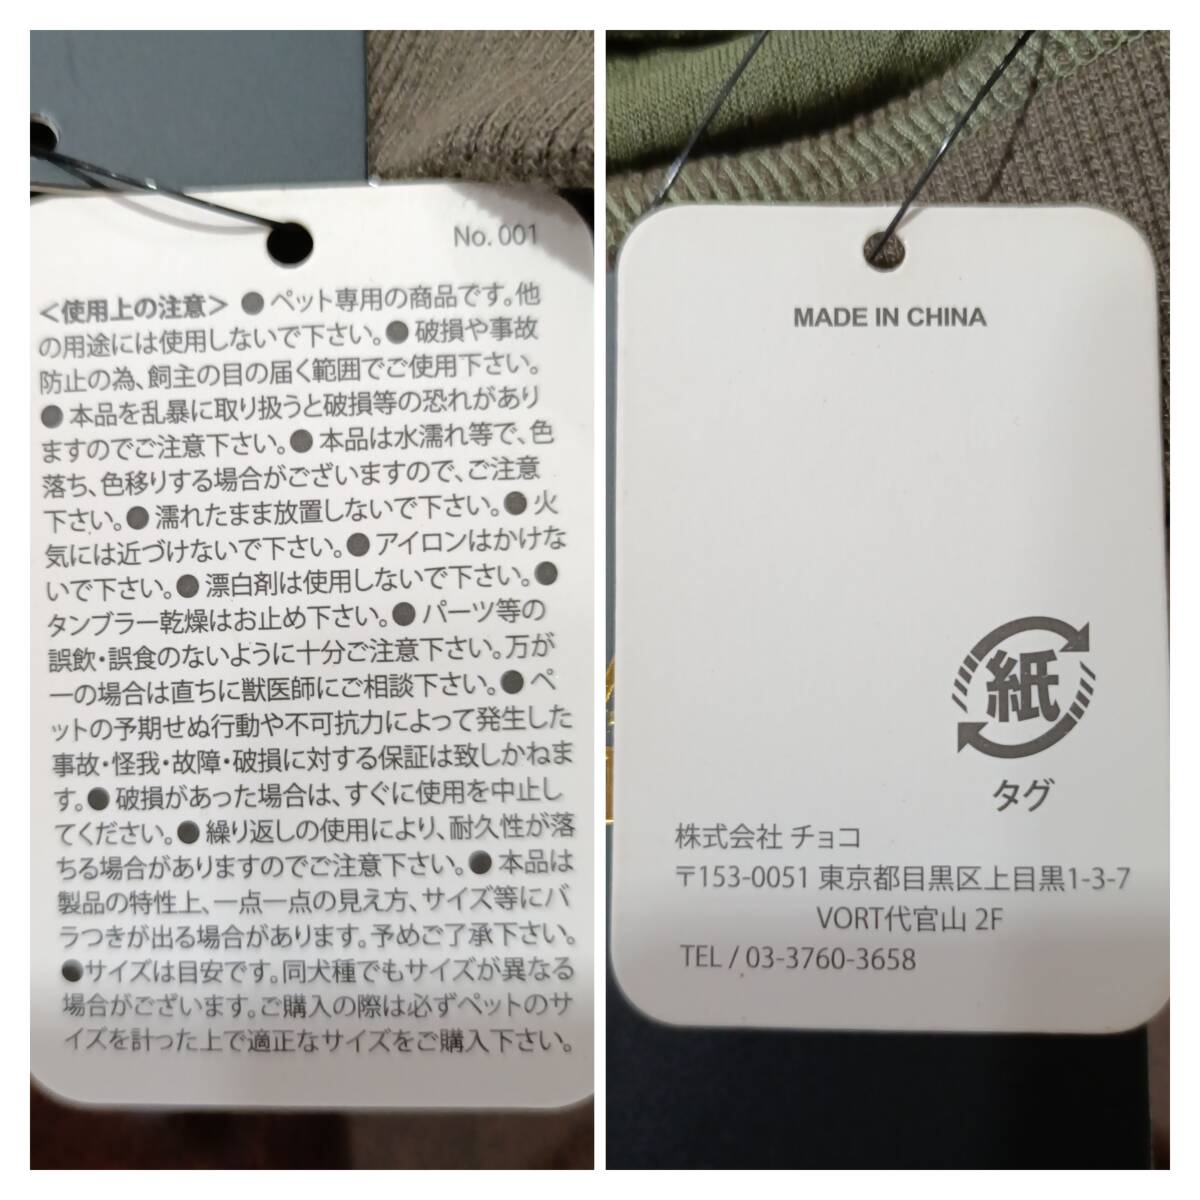 No. 001
＜使用上の注意＞ ● ペット専用の商品です。他
の用途には使用しないで下さい。● 破損や事故
防止の為、飼主の目の届く範囲でご使用下さい。
● 本品を乱暴に取り扱うと破損等の恐れがあり
ますのでご注意下さい。● 本品は水濡れ等で、色
落ち、色移りする場合がございますので、ご注意
下さい。● 濡れたまま放置しないで下さい。● 火
気には近づけないで下さい。● アイロンはかけな
いで下さい。● 漂白剤は使用しないで下さい。●
タンブラー乾燥はお止め下さい。● パーツ等の
誤飲・誤食のないように十分ご注意下さい。万が
一の場合は直ちに獣医師にご相談下さい。● ペ
ットの予期せぬ行動や不可抗力によって発生した
事故・怪我・故障・破損に対する保証は致しかねま
す。● 破損があった場合は、すぐに使用を中止し
てください。● 繰り返しの使用により、耐久性が落
ちる場合がありますのでご注意下さい。● 本品は
製品の特性上、一点一点の見え方、サイズ等にバ
ラつきが出る場合があります。予めご了承下さい。
●サイズは目安です。同犬種でもサイズが異なる
場合がございます。ご購入の際は必ずペットのサ
イズを計った上で適正なサイズをご購入下さい。
MADE IN CHINA
紙
タグ
株式会社 チョコ
〒153-0051 東京都目黒区上目黒1-3-7
VORT代官山 2F
TEL / 03-3760-3658